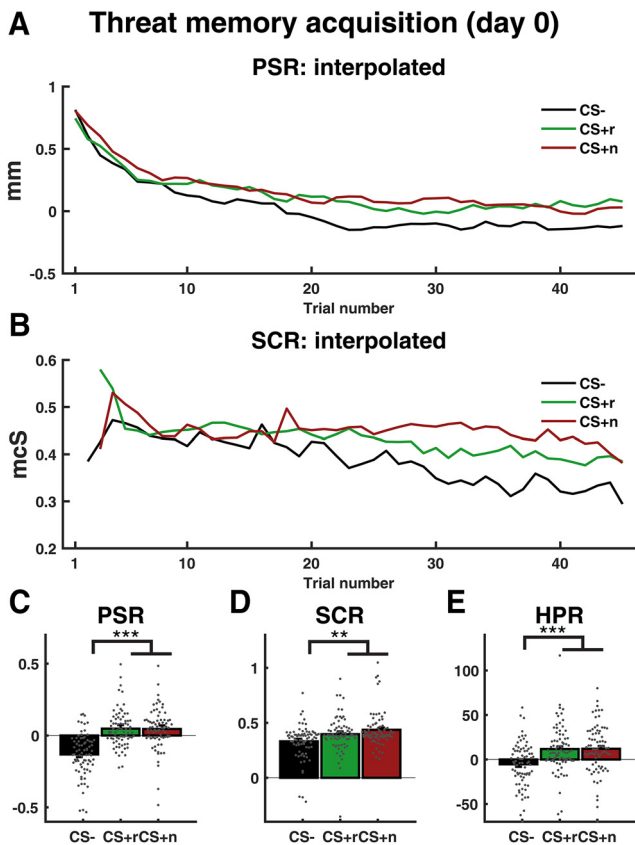 A Threat memory acquisition (day 0)
PSR: interpolated
1
0.5
0
-0.5
mm
CS-
CS+r
CS+n
1 10 20 30 40
Trial number
B
SCR: interpolated
0.6
0.5
0.4
0.3
0.2
mcS
CS-
CS+r
CS+n
1 10 20 30 40
Trial number
C PSR
***
0.5
0
-0.5
CS- CS+r CS+n
D SCR
**
1
0.5
0
CS- CS+r CS+n
E HPR
***
100
50
0
-50
CS- CS+r CS+n